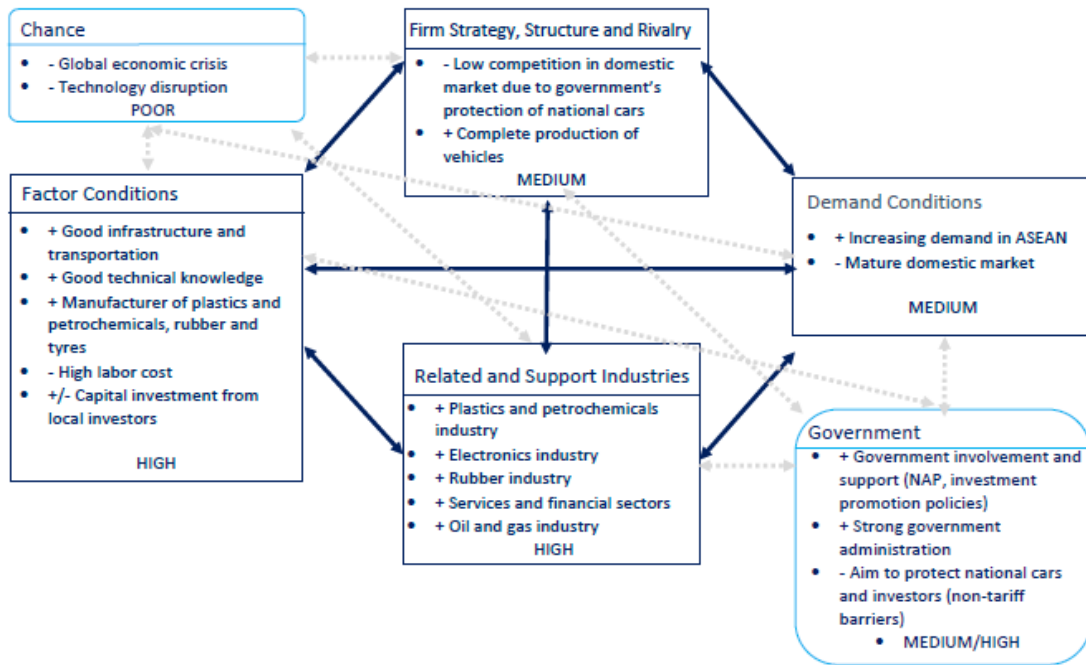 Chance
• - Global economic crisis
• - Technology disruption
POOR
Firm Strategy, Structure and Rivalry
• - Low competition in domestic
market due to government's
protection of national cars
• + Complete production of
vehicles
MEDIUM
Factor Conditions
• + Good infrastructure and
transportation
• + Good technical knowledge
• + Manufacturer of plastics and
petrochemicals, rubber and
tyres
• - High labor cost
• +/- Capital investment from
local investors
HIGH
Demand Conditions
• + Increasing demand in ASEAN
• - Mature domestic market
MEDIUM
Related and Support Industries
• + Plastics and petrochemicals
industry
• + Electronics industry
• + Rubber industry
• + Services and financial sectors
• + Oil and gas industry
HIGH
Government
• + Government involvement and
support (NAP, investment
promotion policies)
• + Strong government
administration
• - Aim to protect national cars
and investors (non-tariff
barriers)
• MEDIUM/HIGH